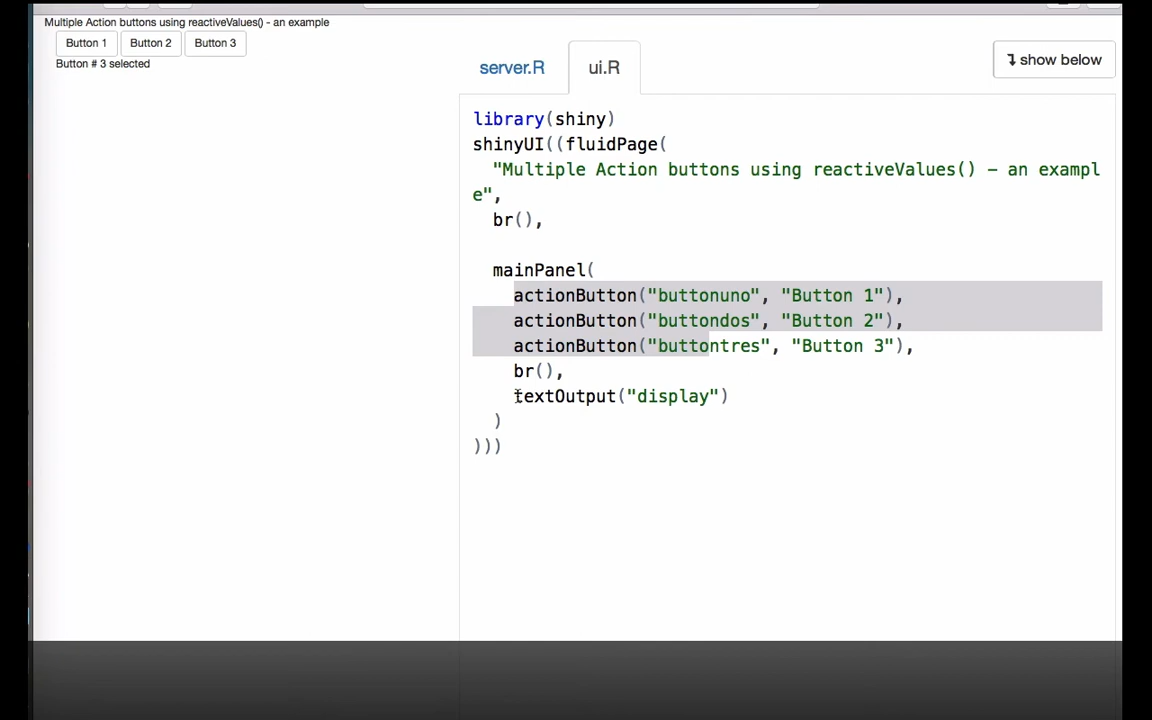 Multiple Action buttons using reactiveValues() - an example
Button 1 Button 2 Button 3
Button # 3 selected
server.R ui.R
↴ show below
library(shiny)
shinyUI((fluidPage(
"Multiple Action buttons using reactiveValues() – an exampl
e",
br(),
mainPanel(
actionButton("buttonuno", "Button 1"),
actionButton("buttondos", "Button 2"),
actionButton("buttontres", "Button 3"),
br(),
textOutput("display")
)
)))